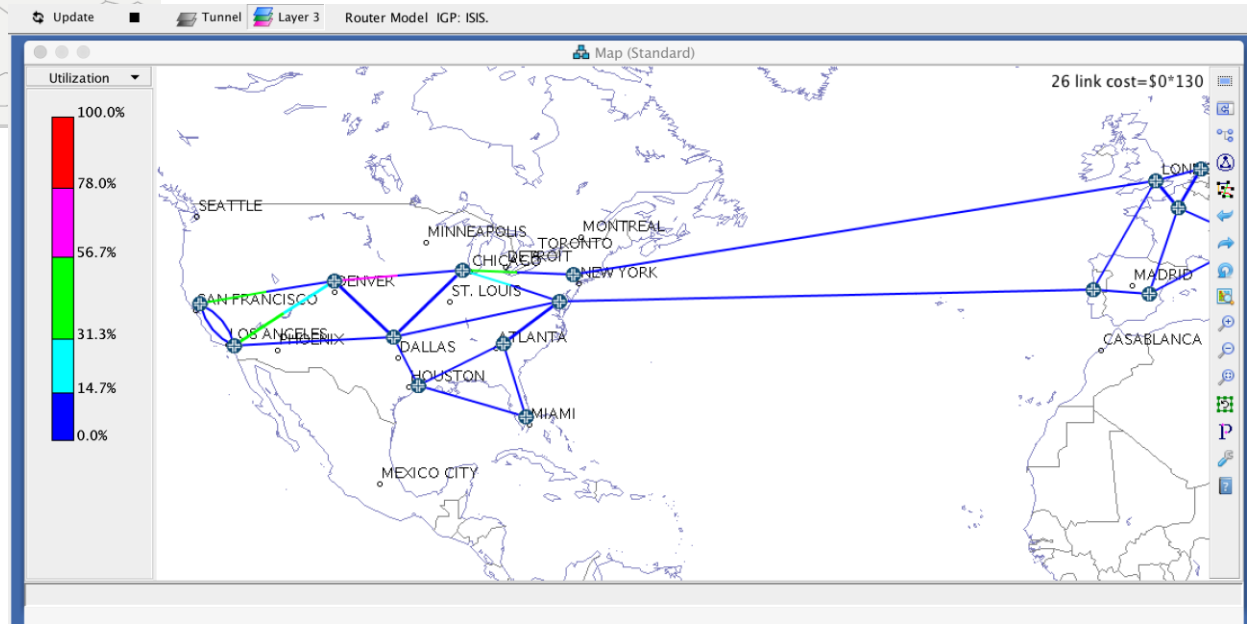 Update
Tunnel
Layer 3
Router Model IGP: ISIS.
Map (Standard)
Utilization
26 link cost=$0*130
100.0%
78.0%
56.7%
31.3%
14.7%
0.0%
SEATTLE
MINNEAPOLIS
MONTREAL
TORONTO
DETROIT
CHICAGO
NEW YORK
DENVER
ST. LOUIS
SAN FRANCISCO
LOS ANGELES
PHOENIX
DALLAS
ATLANTA
HOUSTON
MIAMI
MEXICO CITY
MADRID
CASABLANCA
P
?